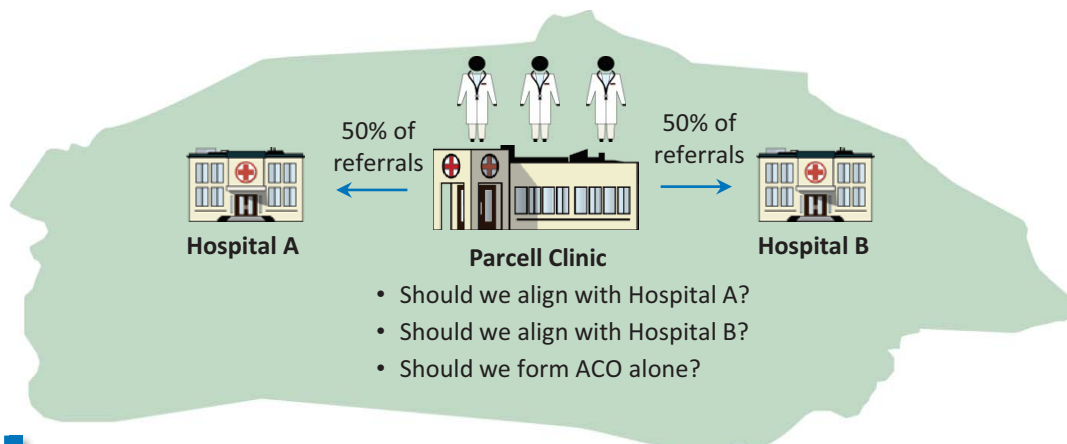 50% of
referrals
50% of
referrals
Hospital A
Parcell Clinic
Hospital B
• Should we align with Hospital A?
• Should we align with Hospital B?
• Should we form ACO alone?